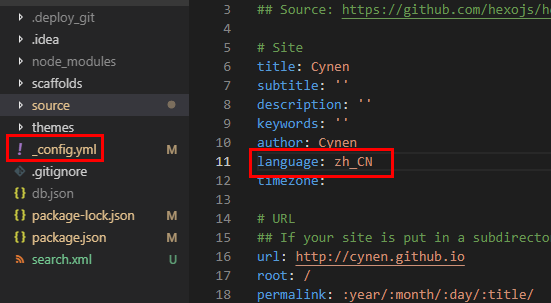 .deploy_git
.idea
node_modules
scaffolds
source
themes
_config.yml M
.gitignore
db.json
package-lock.json M
package.json M
search.xml U
3 ## Source: https://github.com/hexojs/he
4
5 # Site
6 title: Cynen
7 subtitle: ''
8 description: ''
9 keywords: ''
10 author: Cynen
11 language: zh_CN
12 timezone:
13
14 # URL
15 ## If your site is put in a subdirector
16 url: http://cynen.github.io
17 root: /
18 permalink: :year/:month/:day/:title/